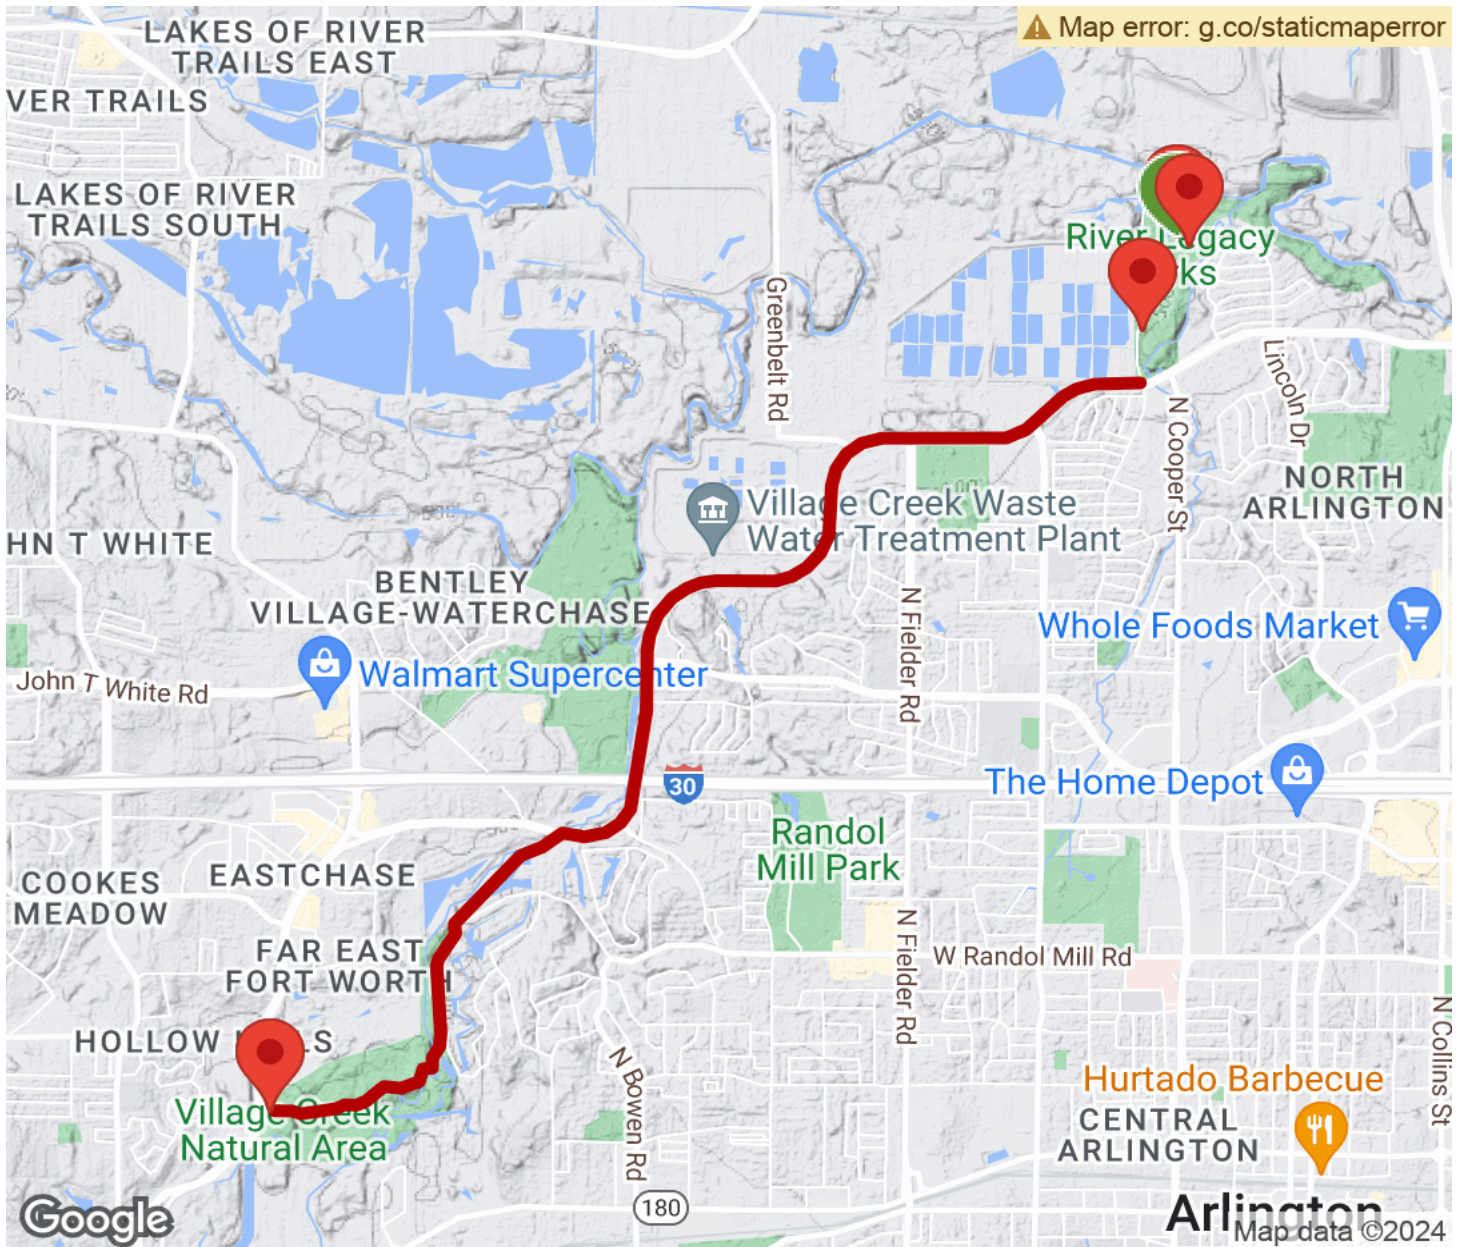 LAKES OF RIVER
TRAILS EAST
Map error: g.co/staticmaperror
VER TRAILS
LAKES OF RIVER
TRAILS SOUTH
River Legacy
rks
Greenbelt Rd
Lincoln Dr
N Cooper St
NORTH
ARLINGTON
Village Creek Waste
Water Treatment Plant
HN T WHITE
BENTLEY
VILLAGE-WATERCHASE
N Fielder Rd
Whole Foods Market
Walmart Supercenter
John T White Rd
30
The Home Depot
Randol
Mill Park
EASTCHASE
COOKES
MEADOW
FAR EAST
FORT WORTH
N Fielder Rd
W Randol Mill Rd
N Collins St
HOLLOW HILLS
N Bowen Rd
Hurtado Barbecue
Village Creek
Natural Area
CENTRAL
ARLINGTON
180
Arlington
Google
Map data ©2024